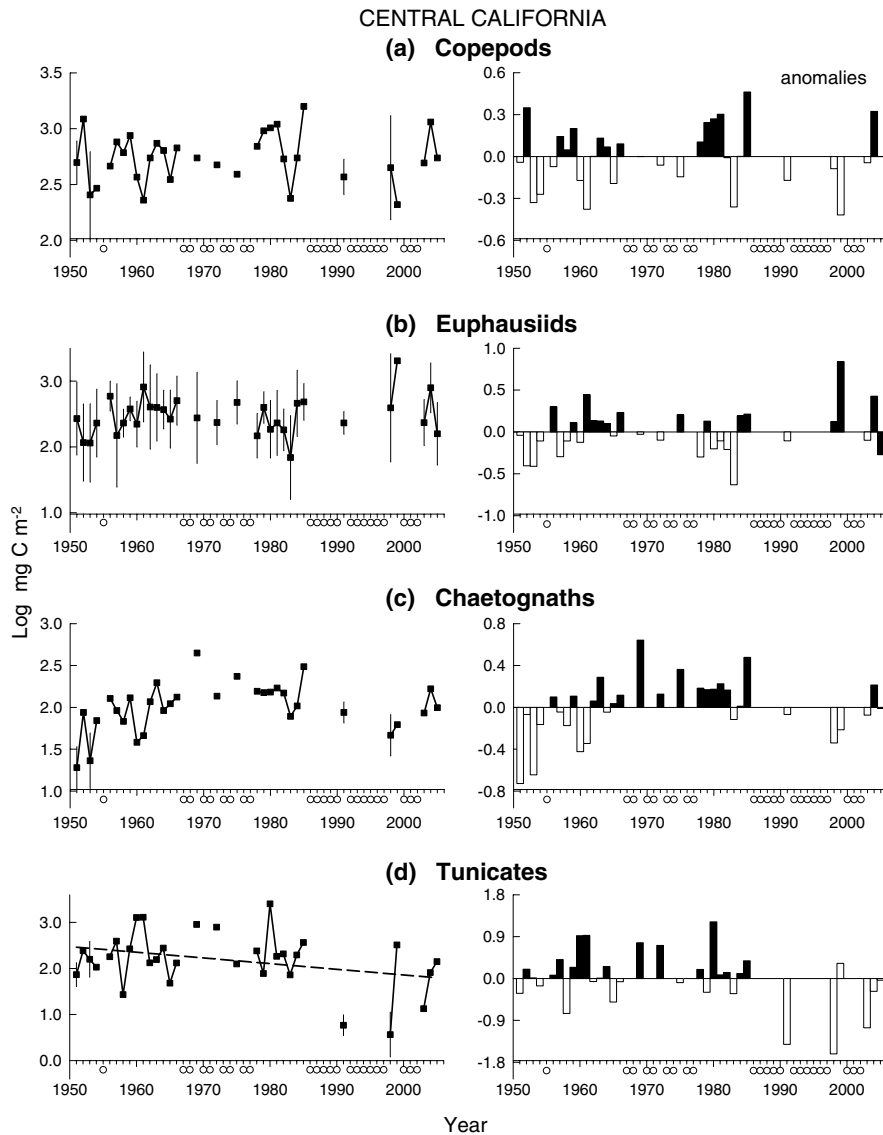 CENTRAL CALIFORNIA
(a) Copepods
3.5
3.0
2.5
2.0
1950 1960 1970 1980 1990 2000
anomalies
0.6
0.3
0.0
-0.3
-0.6
1950 1960 1970 1980 1990 2000
(b) Euphausiids
3.0
2.0
1.0
1950 1960 1970 1980 1990 2000
1.0
0.5
0.0
-0.5
-1.0
1950 1960 1970 1980 1990 2000
Log mg C m-2
(c) Chaetognaths
3.0
2.5
2.0
1.5
1.0
1950 1960 1970 1980 1990 2000
0.8
0.4
0.0
-0.4
-0.8
1950 1960 1970 1980 1990 2000
(d) Tunicates
3.0
2.0
1.0
0.0
1950 1960 1970 1980 1990 2000
1.8
0.9
0.0
-0.9
-1.8
1950 1960 1970 1980 1990 2000
Year